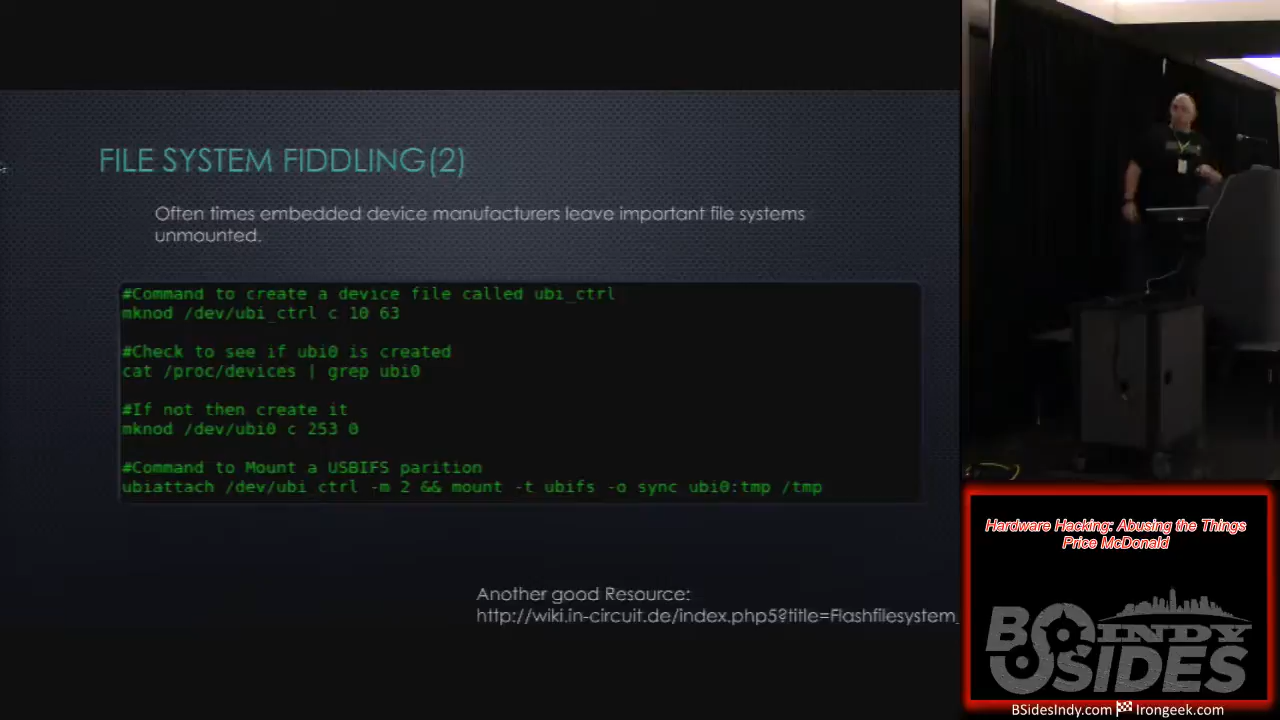 FILE SYSTEM FIDDLING(2)
Often times embedded device manufacturers leave important file systems
unmounted.
#Command to create a device file called ubi_ctrl
mknod /dev/ubi_ctrl c 10 63
#Check to see if ubi0 is created
cat /proc/devices | grep ubi0
#If not then create it
mknod /dev/ubi0 c 253 0
#Command to Mount a USBIFS parition
ubiattach /dev/ubi_ctrl -m 2 && mount -t ubifs -o sync ubi0:tmp /tmp
Another good Resource:
http://wiki.in-circuit.de/index.php5?title=Flashfilesystem_
Hardware Hacking: Abusing the Things
Price McDonald
BSIDES
INDY
BSidesIndy.com Irongeek.com